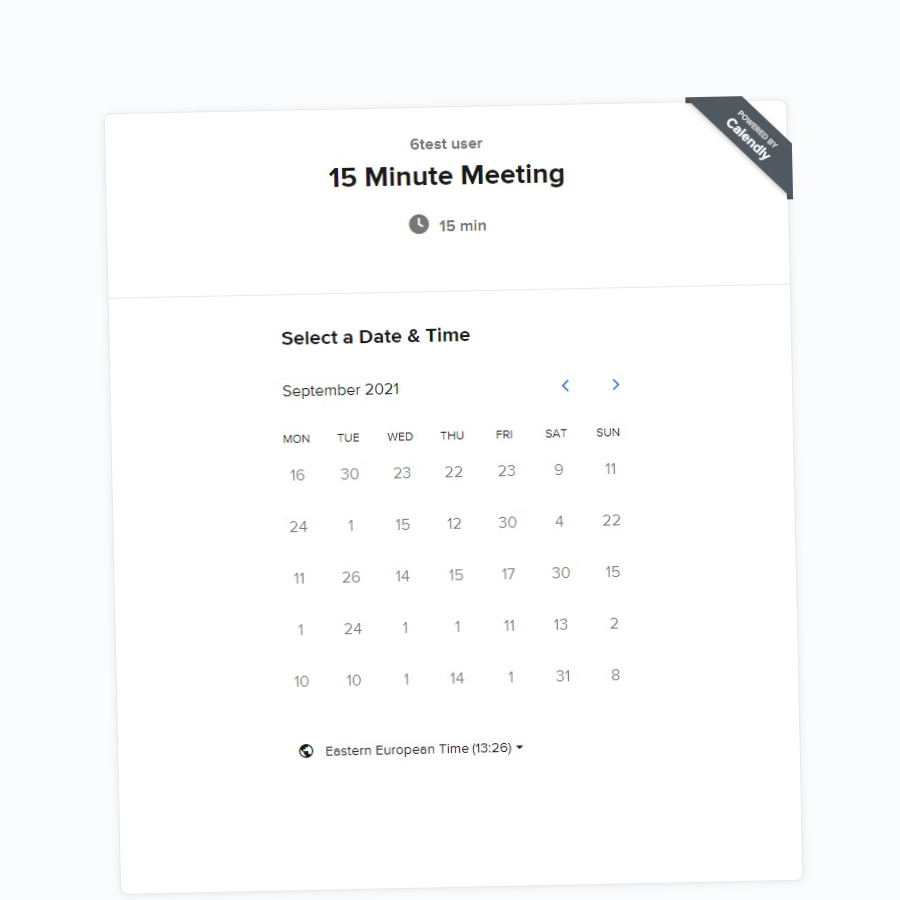 POWERED BY
Calendly
6test user
15 Minute Meeting
15 min
Select a Date & Time
September 2021
MON TUE WED THU FRI SAT SUN
16 30 23 22 23 9 11
24 1 15 12 30 4 22
11 26 14 15 17 30 15
1 24 1 1 11 13 2
10 10 1 14 1 31 8
Eastern European Time (13:26)